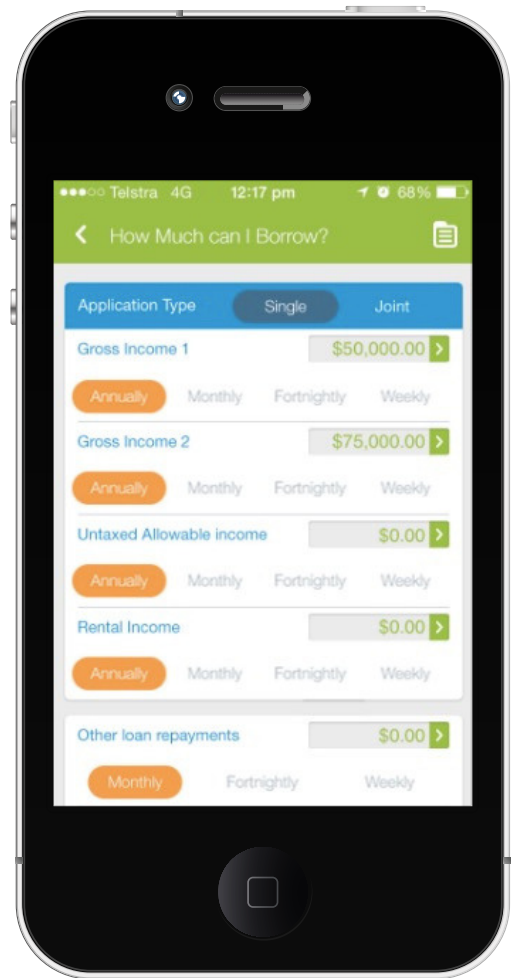 Telstra 4G 12:17 pm 68%
How Much can I Borrow?
Application Type Single Joint
Gross Income 1 $50,000.00
Annually Monthly Fortnightly Weekly
Gross Income 2 $75,000.00
Annually Monthly Fortnightly Weekly
Untaxed Allowable income $0.00
Annually Monthly Fortnightly Weekly
Rental Income $0.00
Annually Monthly Fortnightly Weekly
Other loan repayments $0.00
Monthly Fortnightly Weekly